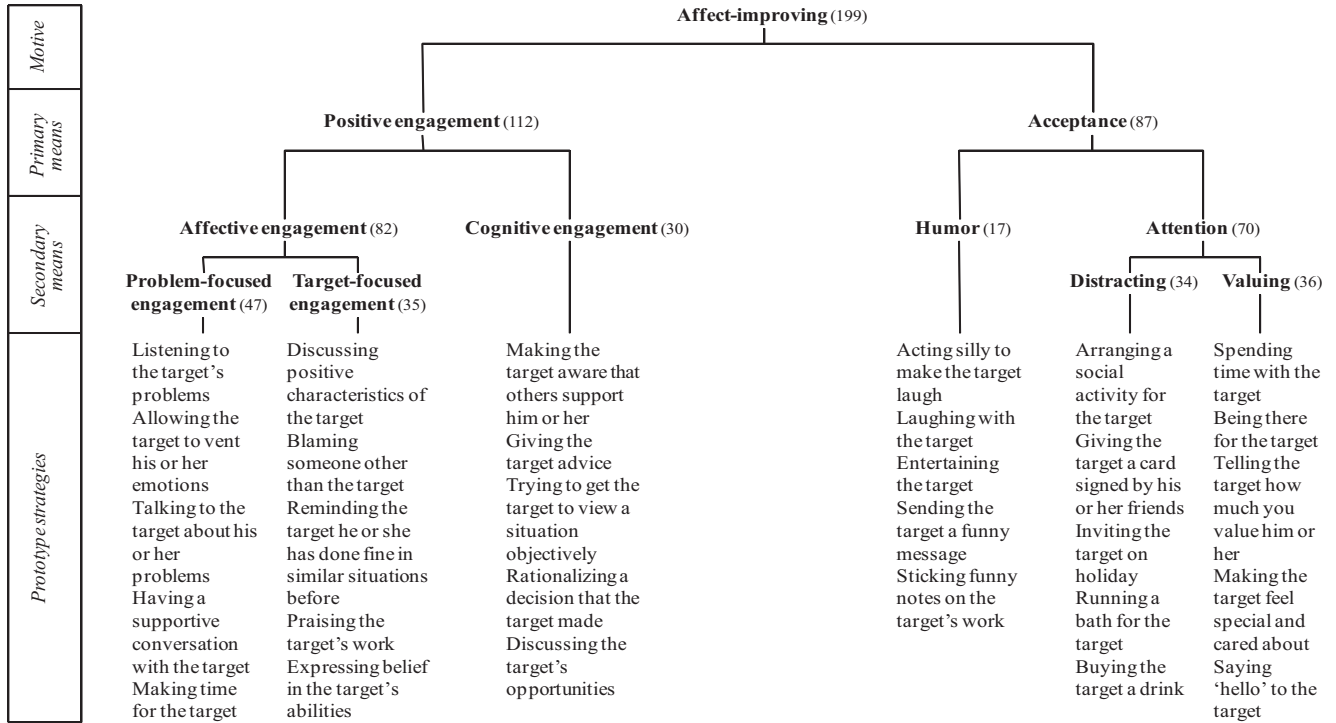 Motive
Affect-improving (199)
Primary
means
Positive engagement (112)
Acceptance (87)
Secondary
means
Affective engagement (82)
Cognitive engagement (30)
Humor (17)
Attention (70)
Problem-focused
engagement (47)
Target-focused
engagement (35)
Distracting (34)
Valuing (36)
Prototype strategies
Listening to
the target’s
problems
Allowing the
target to vent
his or her
emotions
Talking to the
target about his
or her
problems
Having a
supportive
conversation
with the target
Making time
for the target
Discussing
positive
characteristics of
the target
Blaming
someone other
than the target
Reminding the
target he or she
has done fine in
similar situations
before
Praising the
target’s work
Expressing belief
in the target’s
abilities
Making the
target aware that
others support
him or her
Giving the
target advice
Trying to get the
target to view a
situation
objectively
Rationalizing a
decision that the
target made
Discussing the
target’s
opportunities
Acting silly to
make the target
laugh
Laughing with
the target
Entertaining
the target
Sending the
target a funny
message
Sticking funny
notes on the
target’s work
Arranging a
social
activity for
the target
Giving the
target a card
signed by his
or her friends
Inviting the
target on
holiday
Running a
bath for the
target
Buying the
target a drink
Spending
time with the
target
Being there
for the target
Telling the
target how
much you
value him or
her
Making the
target feel
special and
cared about
Saying
‘hello’ to the
target